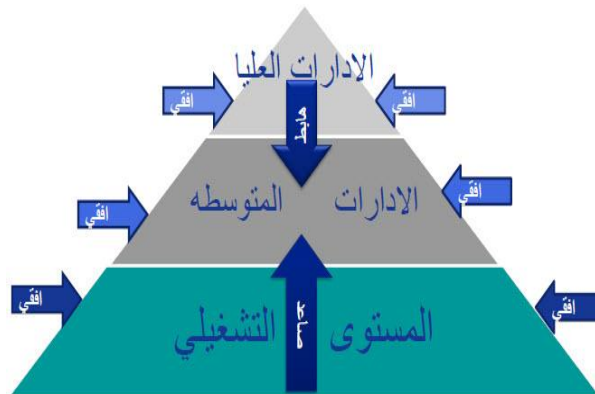 الادارات العليا
افقي
افقي
هابط
الادارات المتوسطه
افقي
افقي
صاعد
المستوى التشغيلي
افقي
افقي